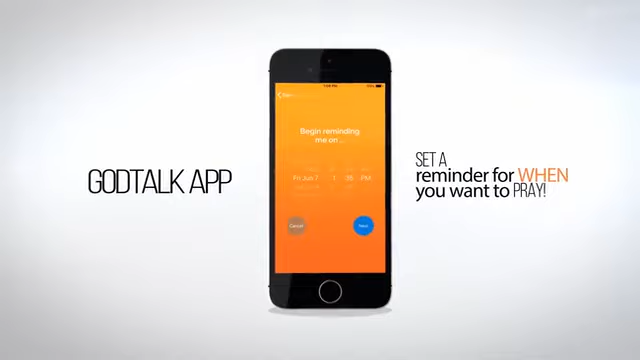 GODTALK APP
Begin reminding
me on ...
Fri Jun 7 1 35 PM
Cancel
Next
SET A
reminder for WHEN
you want to PRAY!